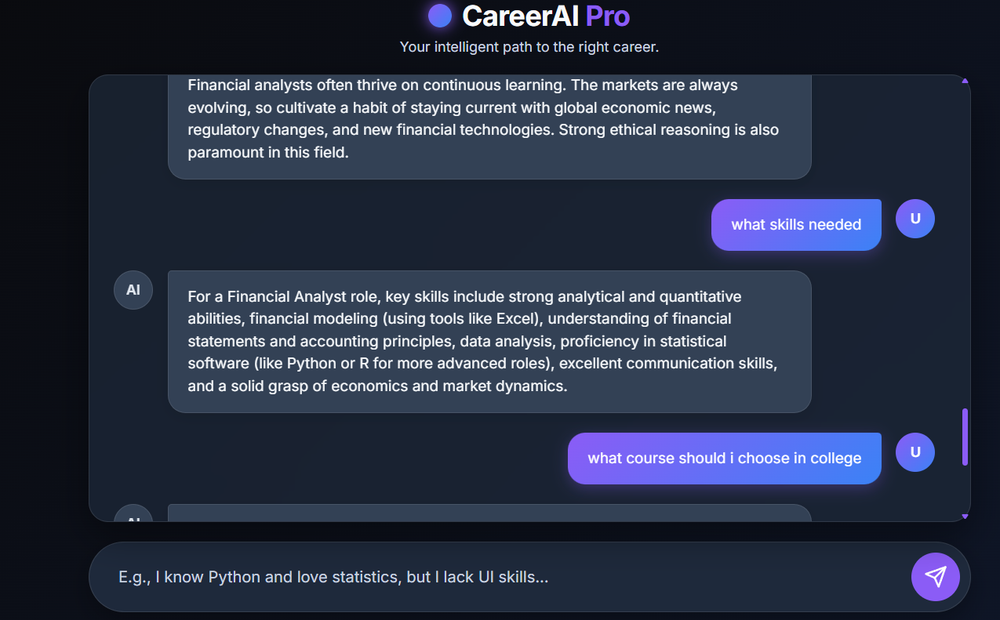 CareerAI Pro
Your intelligent path to the right career.
Financial analysts often thrive on continuous learning. The markets are always
evolving, so cultivate a habit of staying current with global economic news,
regulatory changes, and new financial technologies. Strong ethical reasoning is also
paramount in this field.
what skills needed
U
AI
For a Financial Analyst role, key skills include strong analytical and quantitative
abilities, financial modeling (using tools like Excel), understanding of financial
statements and accounting principles, data analysis, proficiency in statistical
software (like Python or R for more advanced roles), excellent communication skills,
and a solid grasp of economics and market dynamics.
what course should i choose in college
U
AI
E.g., I know Python and love statistics, but I lack UI skills...